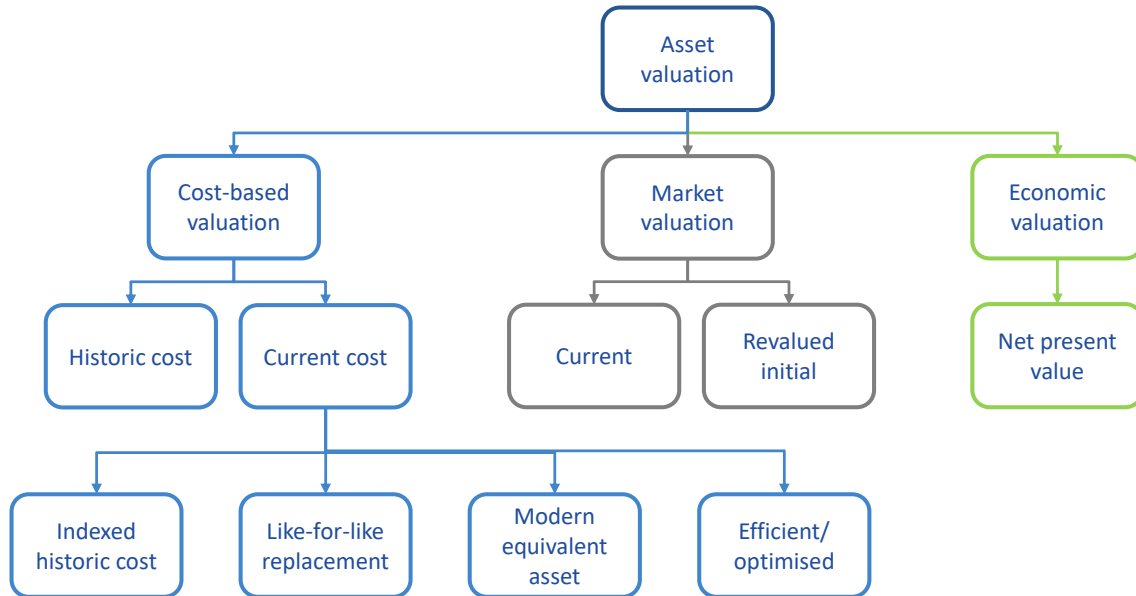 Asset
valuation
Cost-based
valuation
Market
valuation
Economic
valuation
Historic cost
Current cost
Current
Revalued
initial
Net present
value
Indexed
historic cost
Like-for-like
replacement
Modern
equivalent
asset
Efficient/
optimised